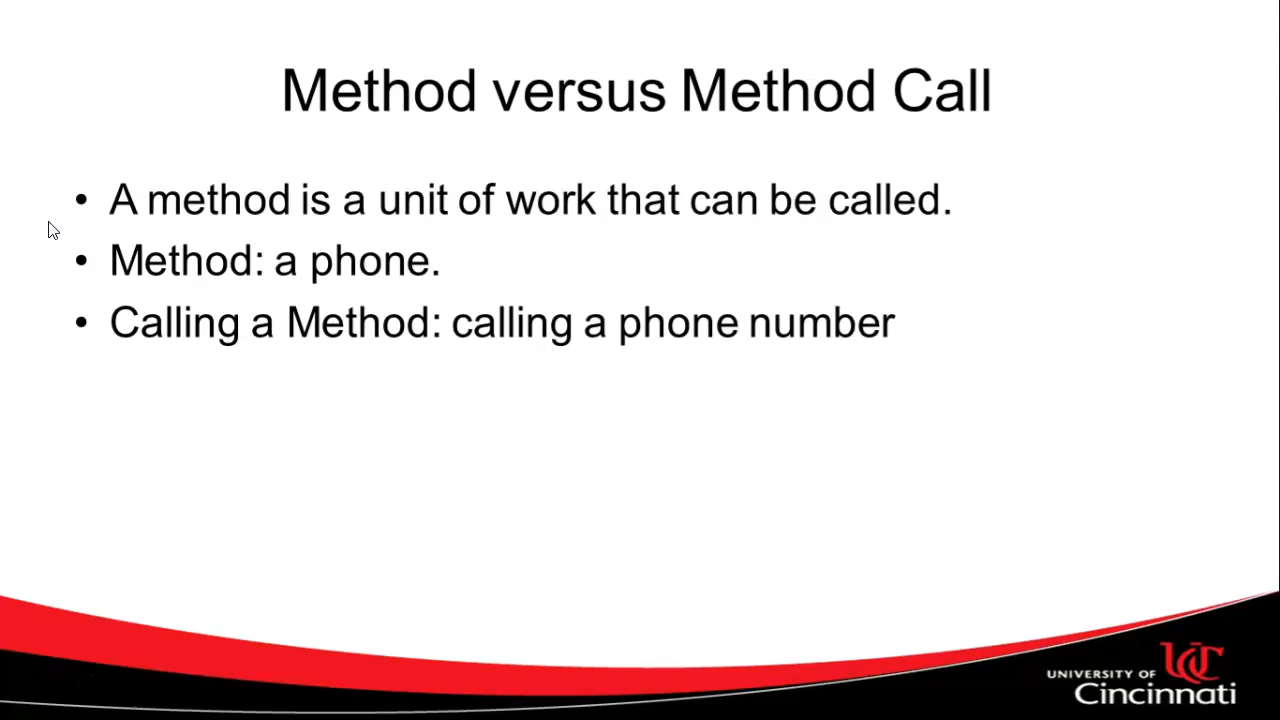 Method versus Method Call
• A method is a unit of work that can be called.
• Method: a phone.
• Calling a Method: calling a phone number
UC
UNIVERSITY OF
Cincinnati